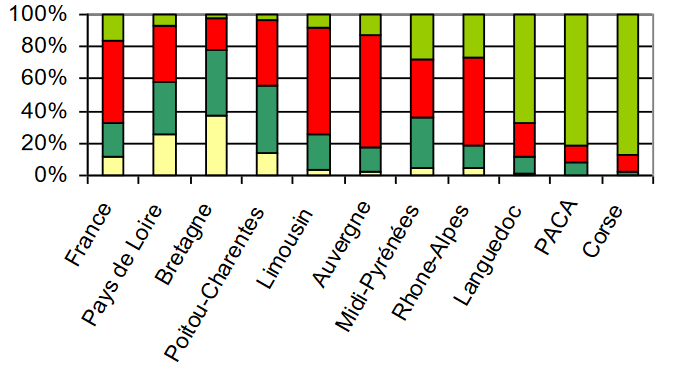 100%
80%
60%
40%
20%
0%
France
Pays de Loire
Bretagne
Poïtou-Charentes
Limousin
Auvergne
Midi-Pyrénées
Rhone-Alpes
Languedoc
PACA
Corse